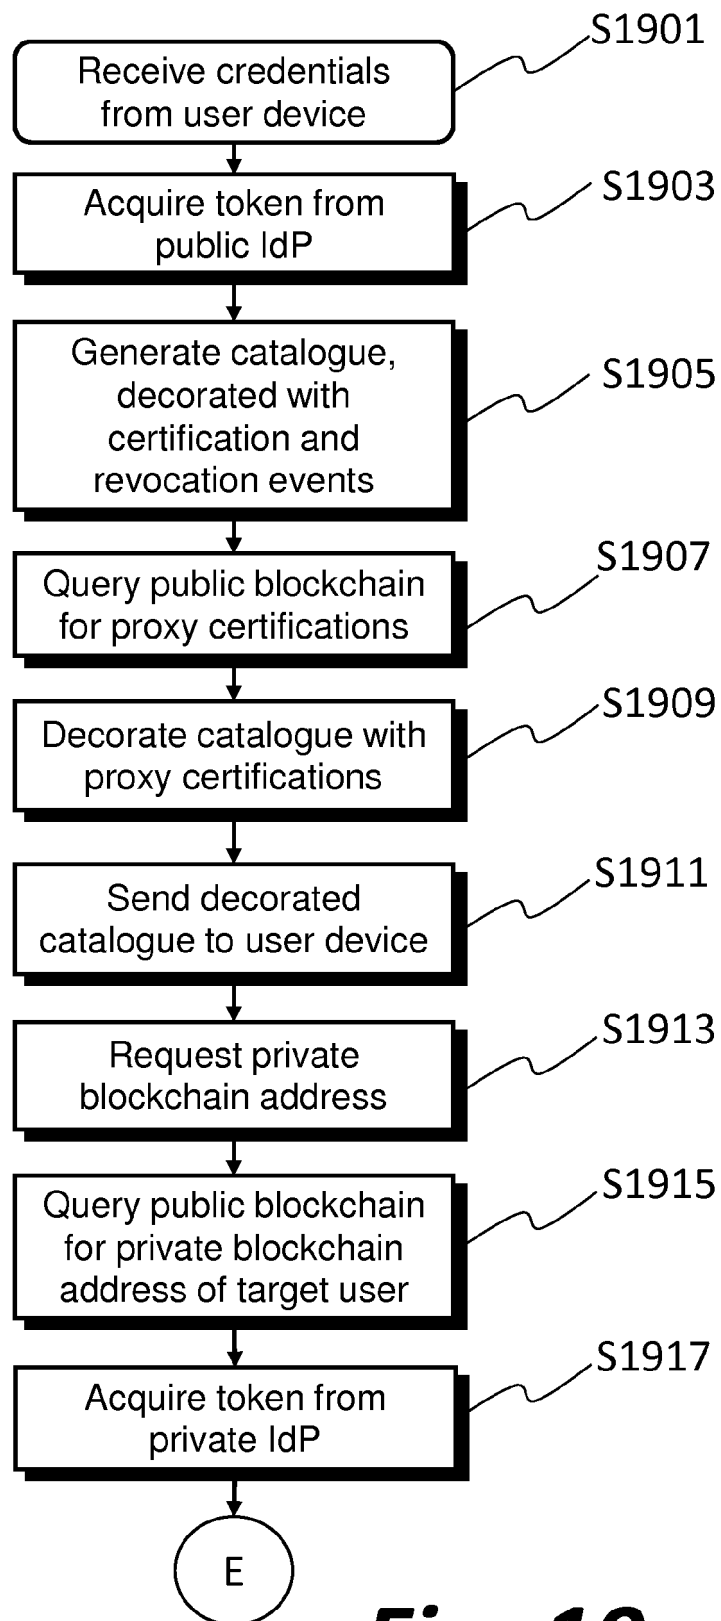 S1901
Receive credentials
from user device
S1903
Acquire token from
public IdP
S1905
Generate catalogue,
decorated with
certification and
revocation events
S1907
Query public blockchain
for proxy certifications
S1909
Decorate catalogue with
proxy certifications
S1911
Send decorated
catalogue to user device
S1913
Request private
blockchain address
S1915
Query public blockchain
for private blockchain
address of target user
S1917
Acquire token from
private IdP
E